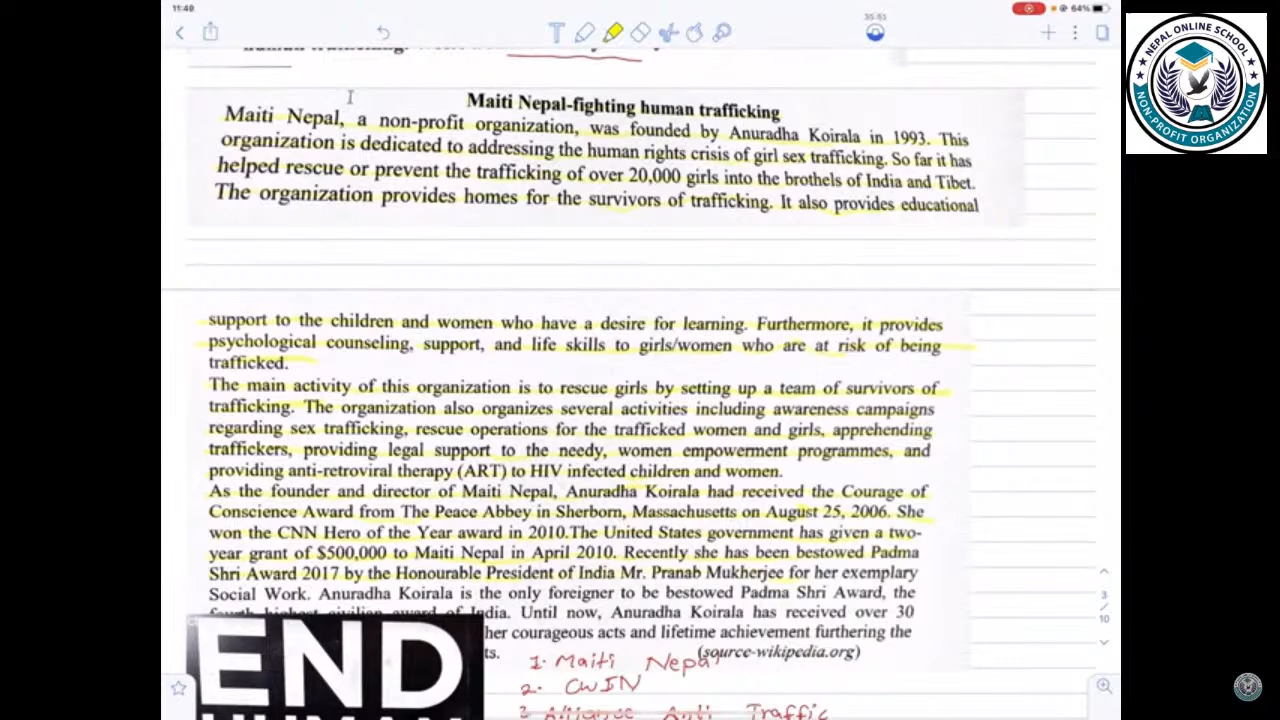 11:40
64%
35:51
Maiti Nepal-fighting human trafficking
Maiti Nepal, a non-profit organization, was founded by Anuradha Koirala in 1993. This
organization is dedicated to addressing the human rights crisis of girl sex trafficking. So far it has
helped rescue or prevent the trafficking of over 20,000 girls into the brothels of India and Tibet.
The organization provides homes for the survivors of trafficking. It also provides educational
support to the children and women who have a desire for learning. Furthermore, it provides
psychological counseling, support, and life skills to girls/women who are at risk of being
trafficked.
The main activity of this organization is to rescue girls by setting up a team of survivors of
trafficking. The organization also organizes several activities including awareness campaigns
regarding sex trafficking, rescue operations for the trafficked women and girls, apprehending
traffickers, providing legal support to the needy, women empowerment programmes, and
providing anti-retroviral therapy (ART) to HIV infected children and women.
As the founder and director of Maiti Nepal, Anuradha Koirala had received the Courage of
Conscience Award from The Peace Abbey in Sherborn, Massachusetts on August 25, 2006. She
won the CNN Hero of the Year award in 2010.The United States government has given a two-
year grant of $500,000 to Maiti Nepal in April 2010. Recently she has been bestowed Padma
Shri Award 2017 by the Honourable President of India Mr. Pranab Mukherjee for her exemplary
Social Work. Anuradha Koirala is the only foreigner to be bestowed Padma Shri Award, the
India. Until now, Anuradha Koirala has received over 30
her courageous acts and lifetime achievement furthering the
(source-wikipedia.org)
END
1. Maiti Nepal
2. CWIN
3 Alliance Anti Traffic
3
/
10
NEPAL ONLINE SCHOOL
NON-PROFIT ORGANIZATION